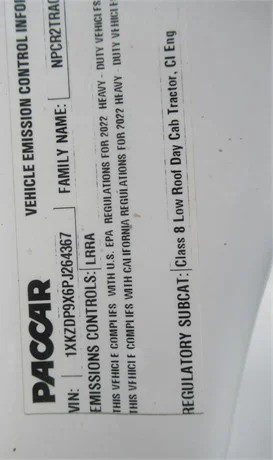 VEHICLE EMISSION CONTROL
PACCAR
VIN: 1XKZDP9X6PJ264367 FAMILY NAME: NPCR2TRAC
EMISSIONS CONTROLS: LRRA
THIS VEHICLE COMPLIES WITH U.S. EPA REGULATIONS FOR 2022 HEAVY - DUTY VEHICLES
THIS VEHICLE COMPLIES WITH CALIFORNIA REGULATIONS FOR 2022 HEAVY DUTY VEHICLES
REGULATORY SUBCAT: Class 8 Low Roof Day Cab Tractor, CI Eng